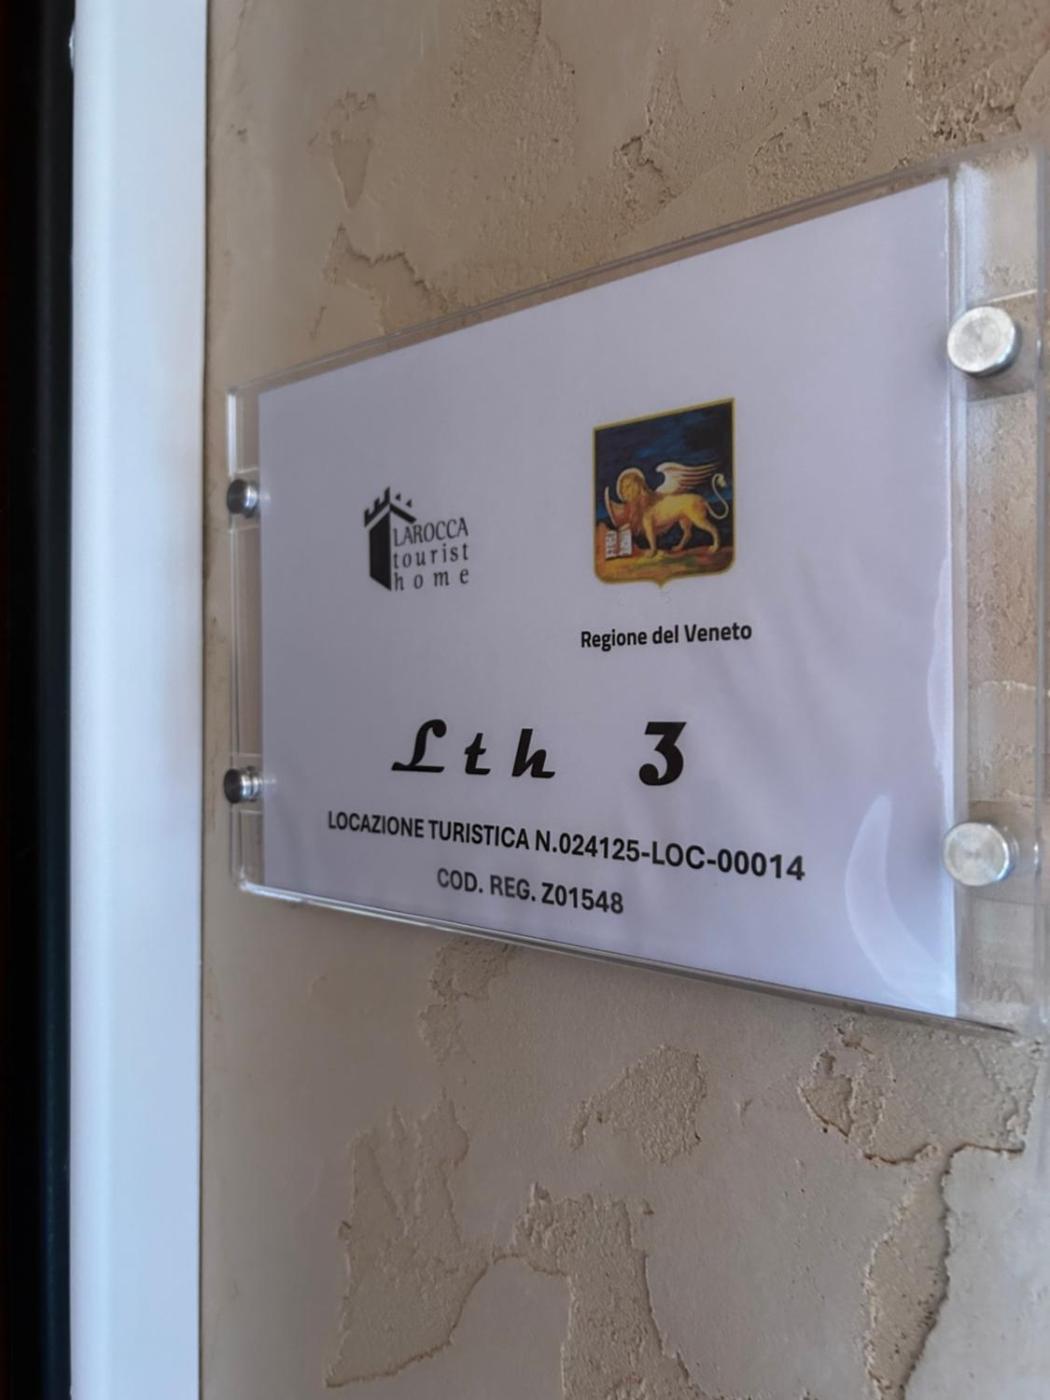 LAROCCA
tourist
home
Regione del Veneto
Lth 3
LOCAZIONE TURISTICA N.024125-LOC-00014
COD. REG. Z01548